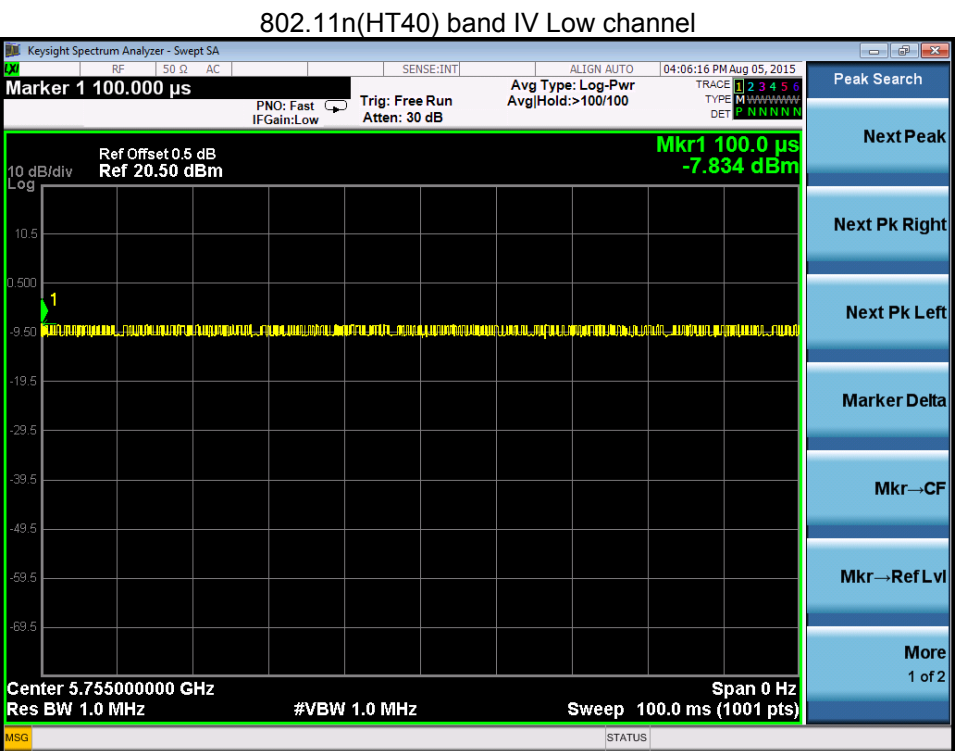 802.11n(HT40) band IV Low channel
Keysight Spectrum Analyzer - Swept SA
LXI RF 50 Ω AC SENSE:INT ALIGN AUTO 04:06:16 PM Aug 05, 2015
Marker 1 100.000 µs
PNO: Fast
IFGain:Low
Trig: Free Run
Atten: 30 dB
Avg Type: Log-Pwr
Avg|Hold:>100/100
TRACE 1 2 3 4 5 6
TYPE M WWWWW
DET P N N N N N
Mkr1 100.0 µs
-7.834 dBm
Ref Offset 0.5 dB
10 dB/div Ref 20.50 dBm
Log
10.5
0.500
1
-9.50
-19.5
-29.5
-39.5
-49.5
-59.5
-69.5
Center 5.755000000 GHz Span 0 Hz
Res BW 1.0 MHz #VBW 1.0 MHz Sweep 100.0 ms (1001 pts)
MSG STATUS
Peak Search
Next Peak
Next Pk Right
Next Pk Left
Marker Delta
Mkr→CF
Mkr→Ref Lvl
More
1 of 2